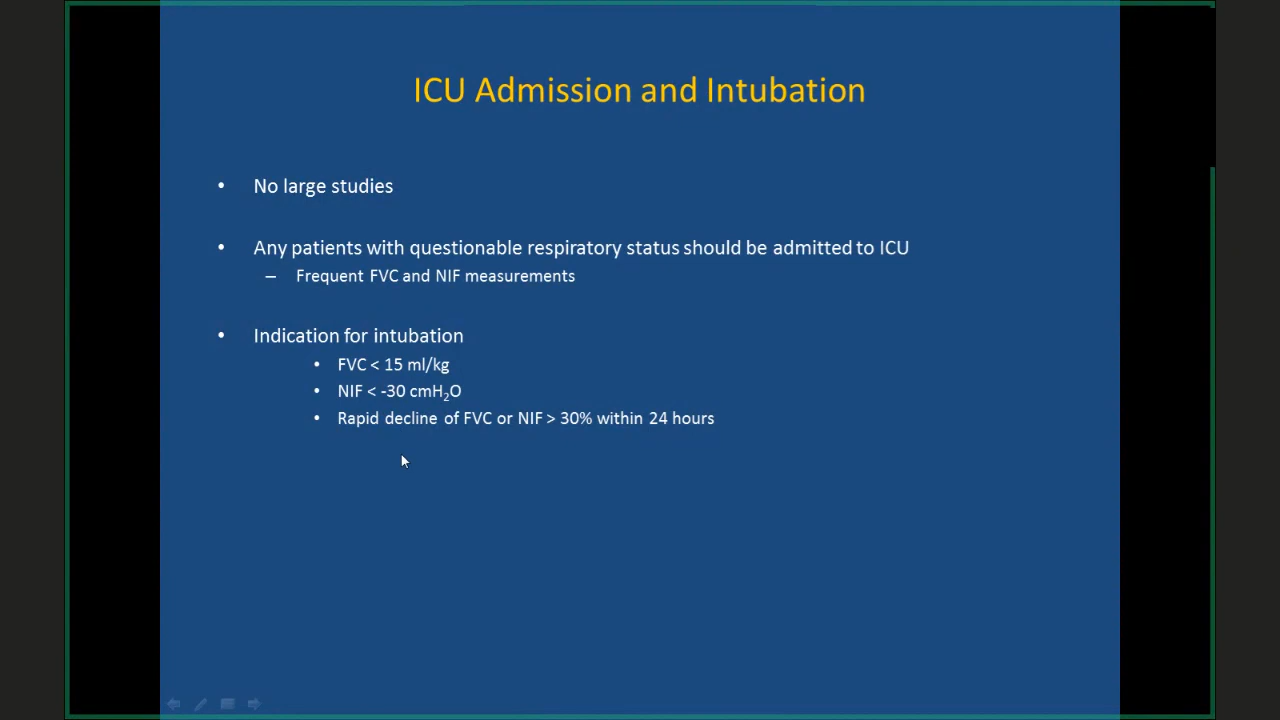 ICU Admission and Intubation
• No large studies
• Any patients with questionable respiratory status should be admitted to ICU
– Frequent FVC and NIF measurements
• Indication for intubation
• FVC < 15 ml/kg
• NIF < -30 cmH₂O
• Rapid decline of FVC or NIF > 30% within 24 hours